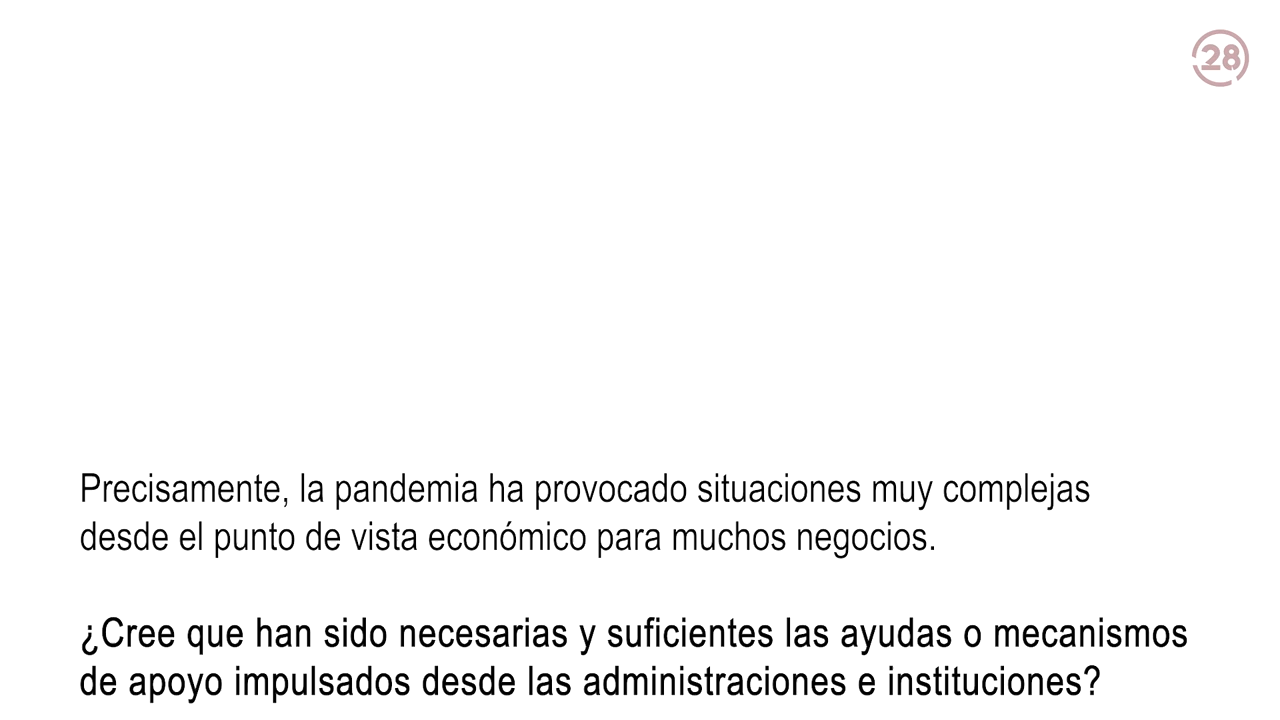 28
Precisamente, la pandemia ha provocado situaciones muy complejas
desde el punto de vista económico para muchos negocios.
¿Cree que han sido necesarias y suficientes las ayudas o mecanismos
de apoyo impulsados desde las administraciones e instituciones?